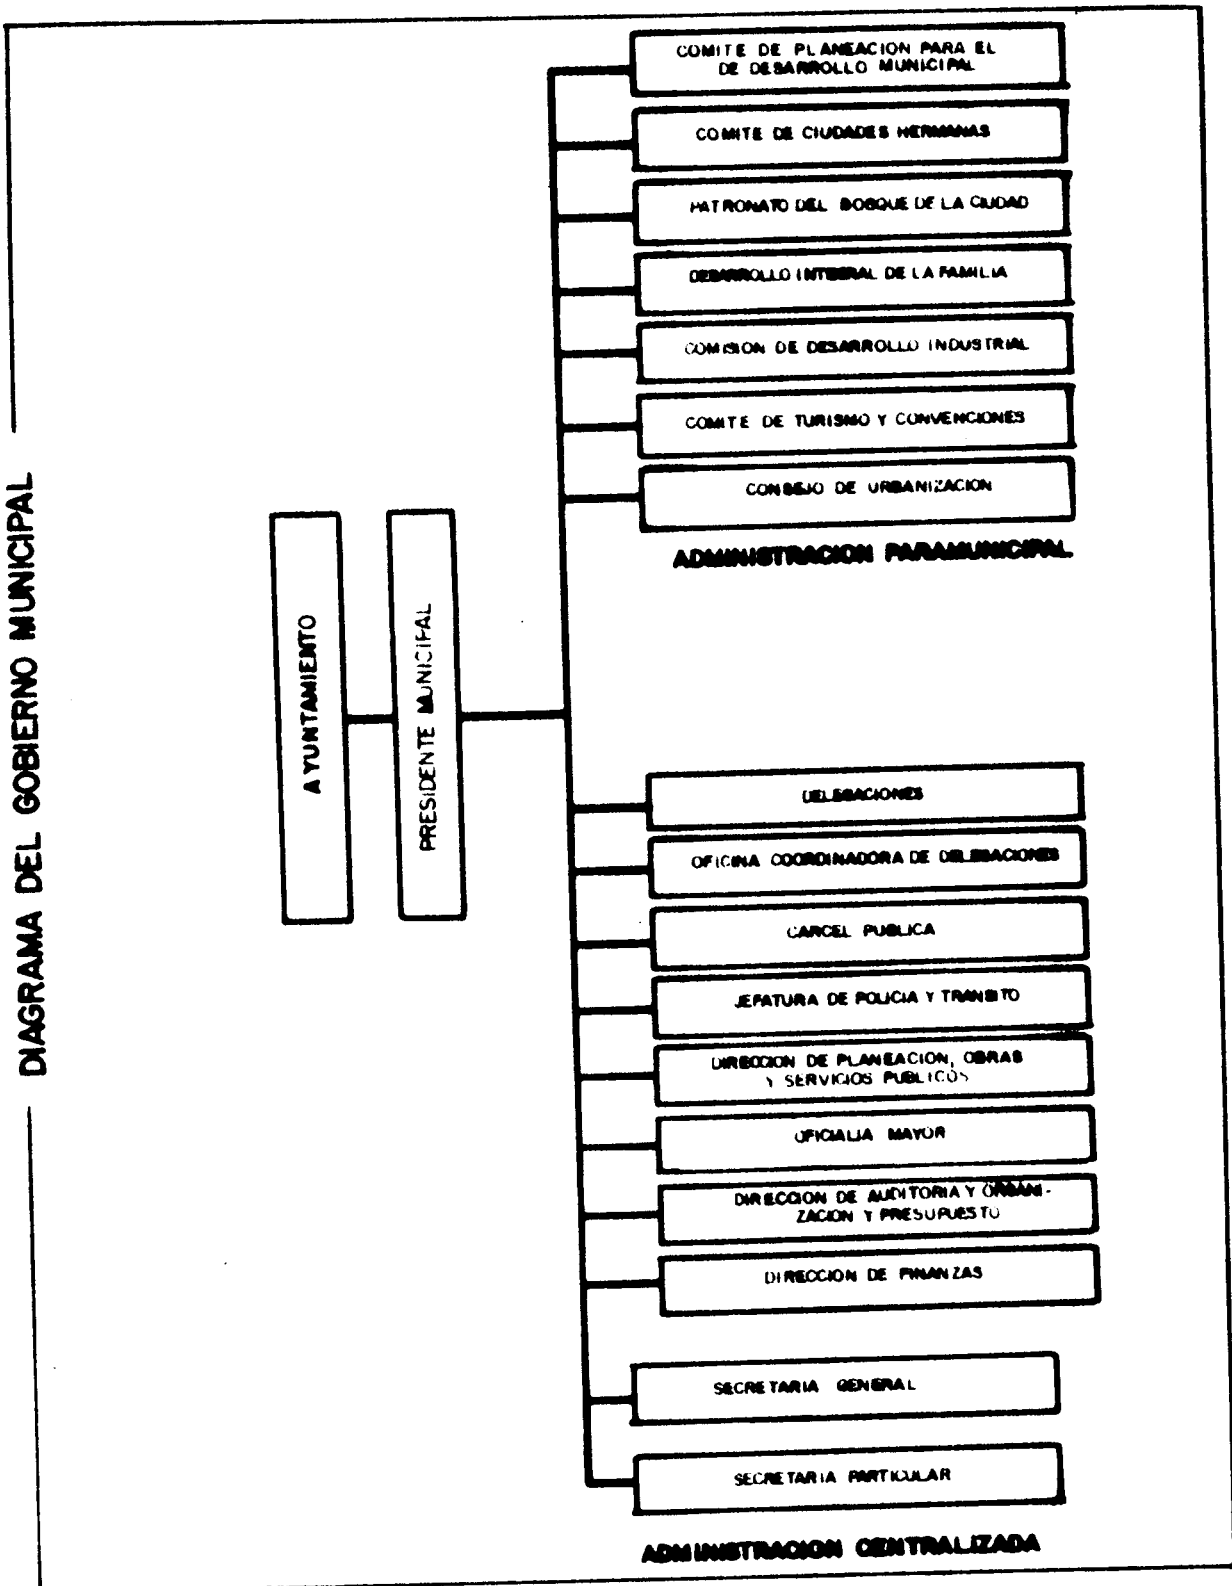 DIAGRAMA DEL GOBIERNO MUNICIPAL
AYUNTAMIENTO
PRESIDENTE MUNICIPAL
COMITE DE PLANEACION PARA EL
DE DESARROLLO MUNICIPAL
COMITE DE CIUDADES HERMANAS
PATRONATO DEL BOSQUE DE LA CIUDAD
DESARROLLO INTEGRAL DE LA FAMILIA
COMISION DE DESARROLLO INDUSTRIAL
COMITE DE TURISMO Y CONVENCIONES
CONSEJO DE URBANIZACION
ADMINISTRACION PARAMUNICIPAL
DELEGACIONES
OFICINA COORDINADORA DE DELEGACIONES
CARCEL PUBLICA
JEFATURA DE POLICIA Y TRANSITO
DIRECCION DE PLANEACION, OBRAS
Y SERVICIOS PUBLICOS
OFICIALIA MAYOR
DIRECCION DE AUDITORIA Y ORGANI-
ZACION Y PRESUPUESTO
DIRECCION DE FINANZAS
SECRETARIA GENERAL
SECRETARIA PARTICULAR
ADMINISTRACION CENTRALIZADA